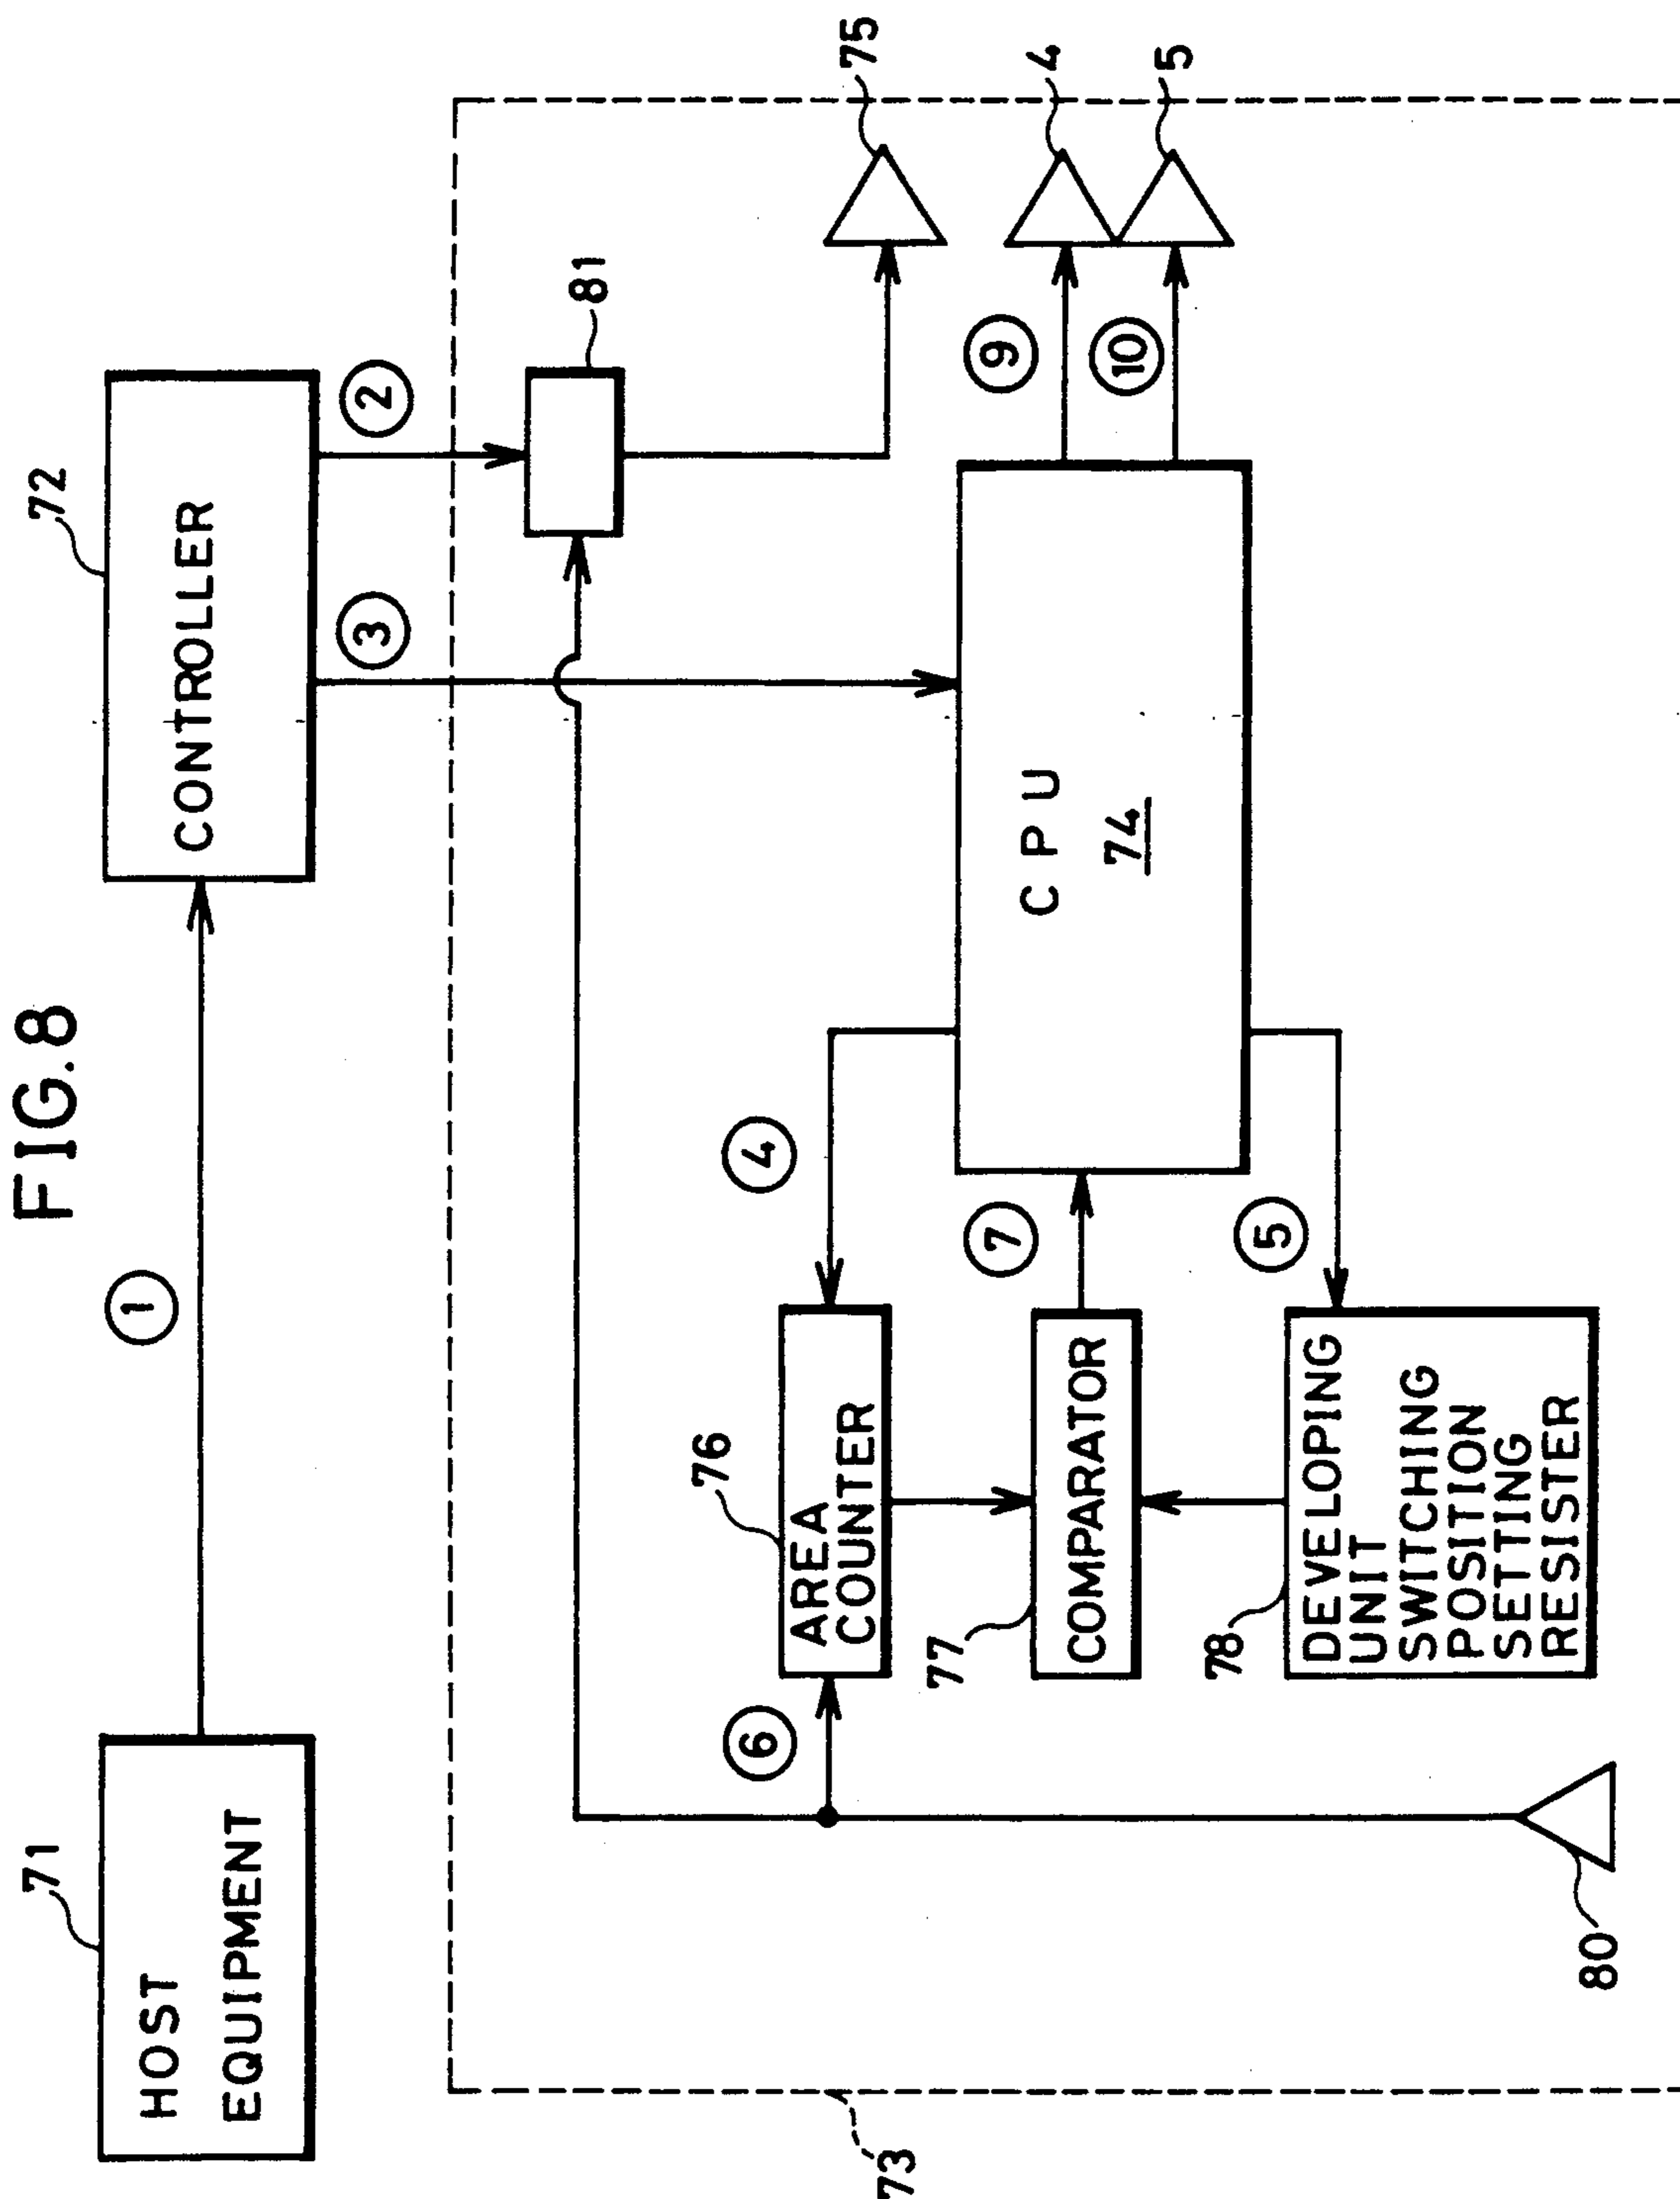 FIG.8
71
HOST
EQUIPMENT
1
72
CONTROLLER
2
3
73
81
75
4
5
9
10
CPU
74
4
7
5
76
AREA
COUNTER
6
77
COMPARATOR
78
DEVELOPING
UNIT
SWITCHING
POSITION
SETTING
RESISTER
80